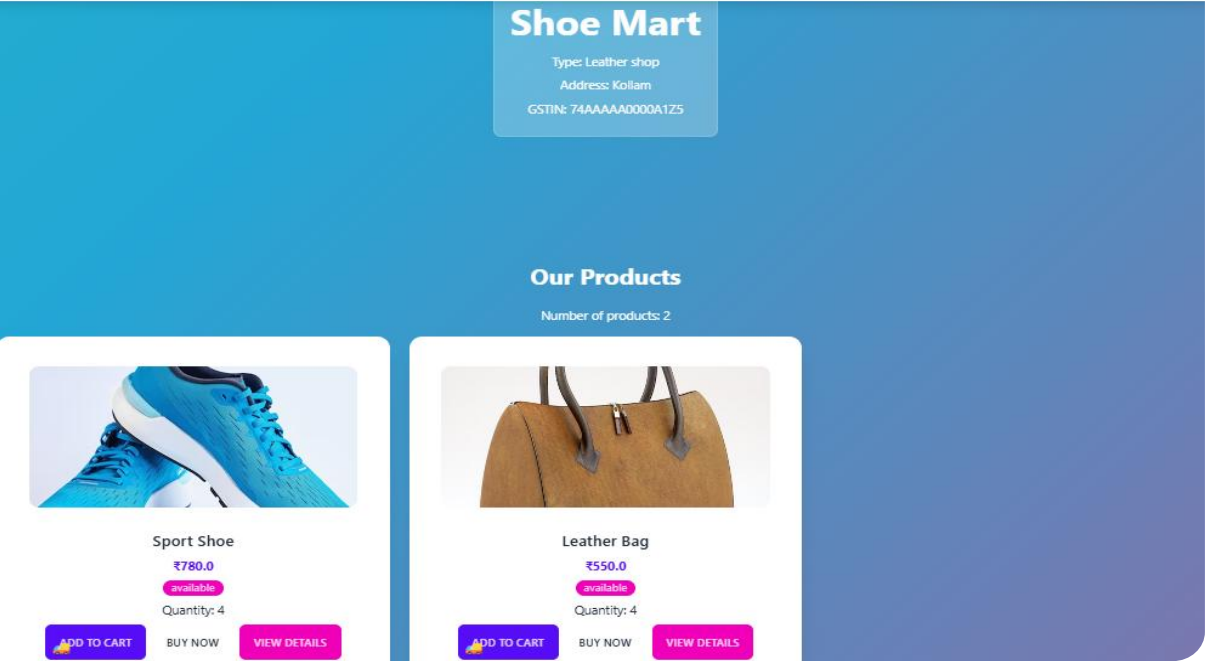 Shoe Mart
Type: Leather shop
Address: Kollam
GSTIN: 74AAAAA0000A1Z5
Our Products
Number of products: 2
Sport Shoe
₹780.0
available
Quantity: 4
ADD TO CART BUY NOW VIEW DETAILS
Leather Bag
₹550.0
available
Quantity: 4
ADD TO CART BUY NOW VIEW DETAILS